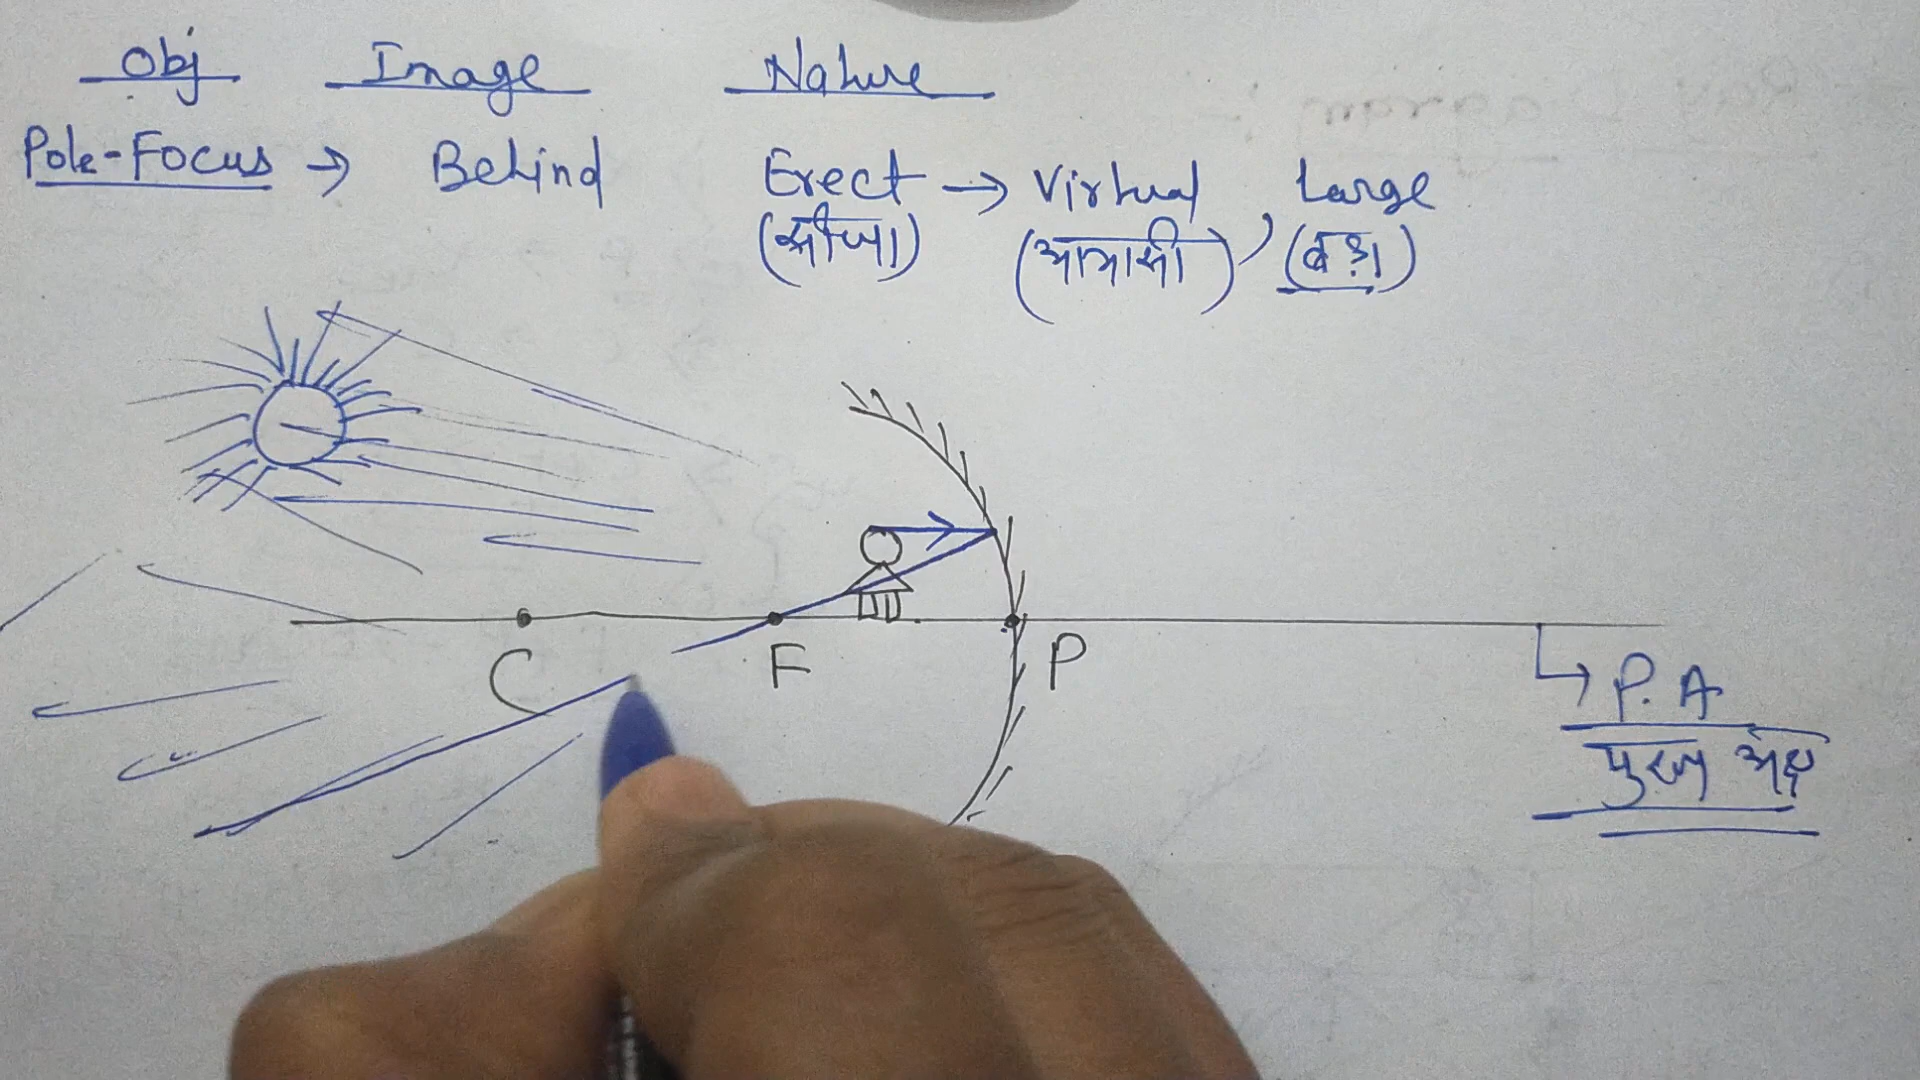 Obj Image Nature
Pole-Focus → Behind Erect → Virtual, Large
(सीधा) (आभासी) (बड़ा)
C F P
P.A
मुख्य अक्ष